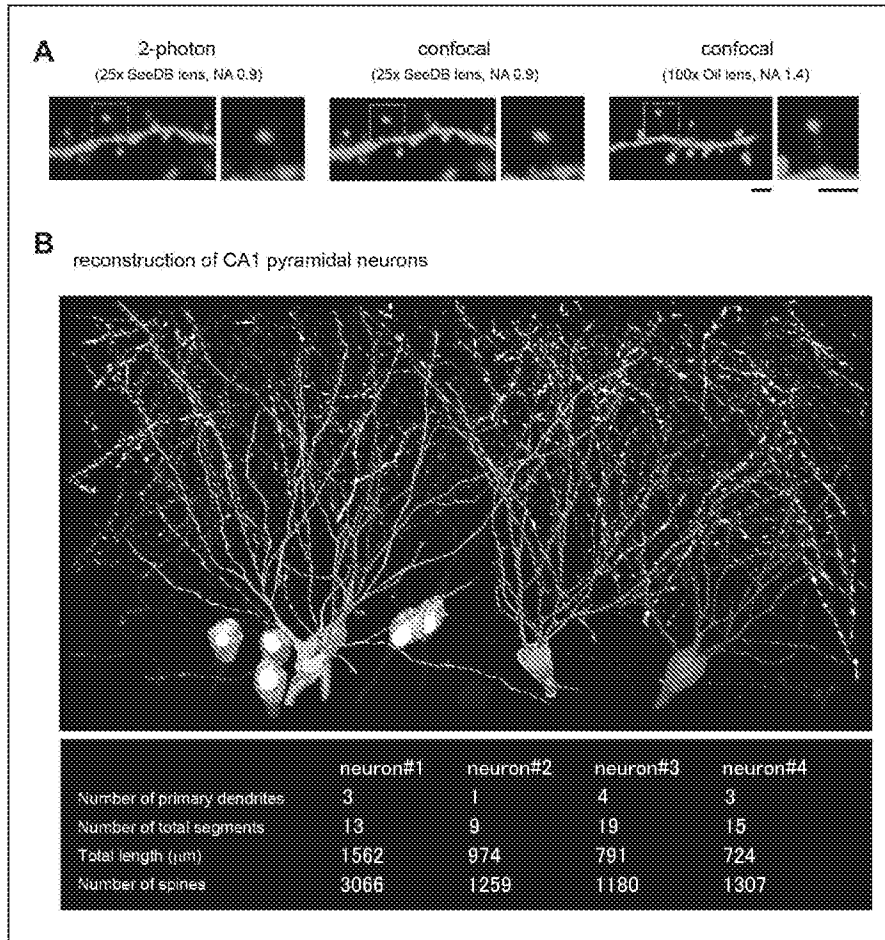 A
2-photon
(25x SeeDB lens, NA 0.9)
confocal
(25x SeeDB lens, NA 0.9)
confocal
(100x Oil lens, NA 1.4)
B
reconstruction of CA1 pyramidal neurons
neuron#1 neuron#2 neuron#3 neuron#4
Number of primary dendrites 3 1 4 3
Number of total segments 13 9 19 15
Total length (μm) 1562 974 791 724
Number of spines 3066 1259 1180 1307